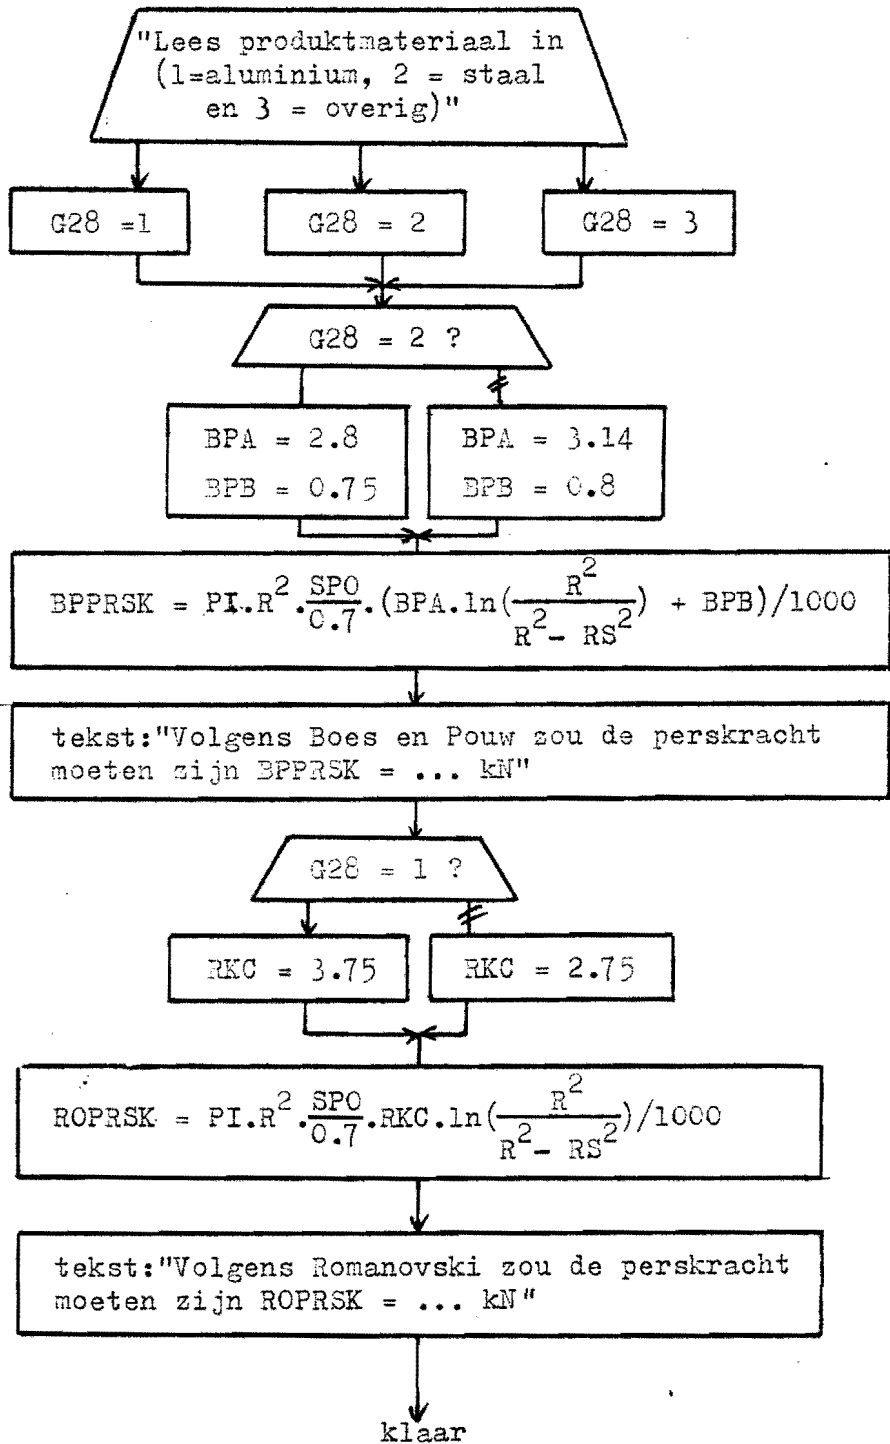 "Lees produktmateriaal in
(1=aluminium, 2 = staal
en 3 = overig)"
G28 =1
G28 = 2
G28 = 3
G28 = 2 ?
BPA = 2.8
BPB = 0.75
BPA = 3.14
BPB = 0.8
BPPRSK = PI.R².SPO/0.7.(BPA.ln(R²/R²- RS²) + BPB)/1000
tekst:"Volgens Boes en Pouw zou de perskracht
moeten zijn BPPRSK = ... kN"
G28 = 1 ?
RKC = 3.75
RKC = 2.75
ROPRSK = PI.R².SPO/0.7.RKC.ln(R²/R²- RS²)/1000
tekst:"Volgens Romanovski zou de perskracht
moeten zijn ROPRSK = ... kN"
klaar